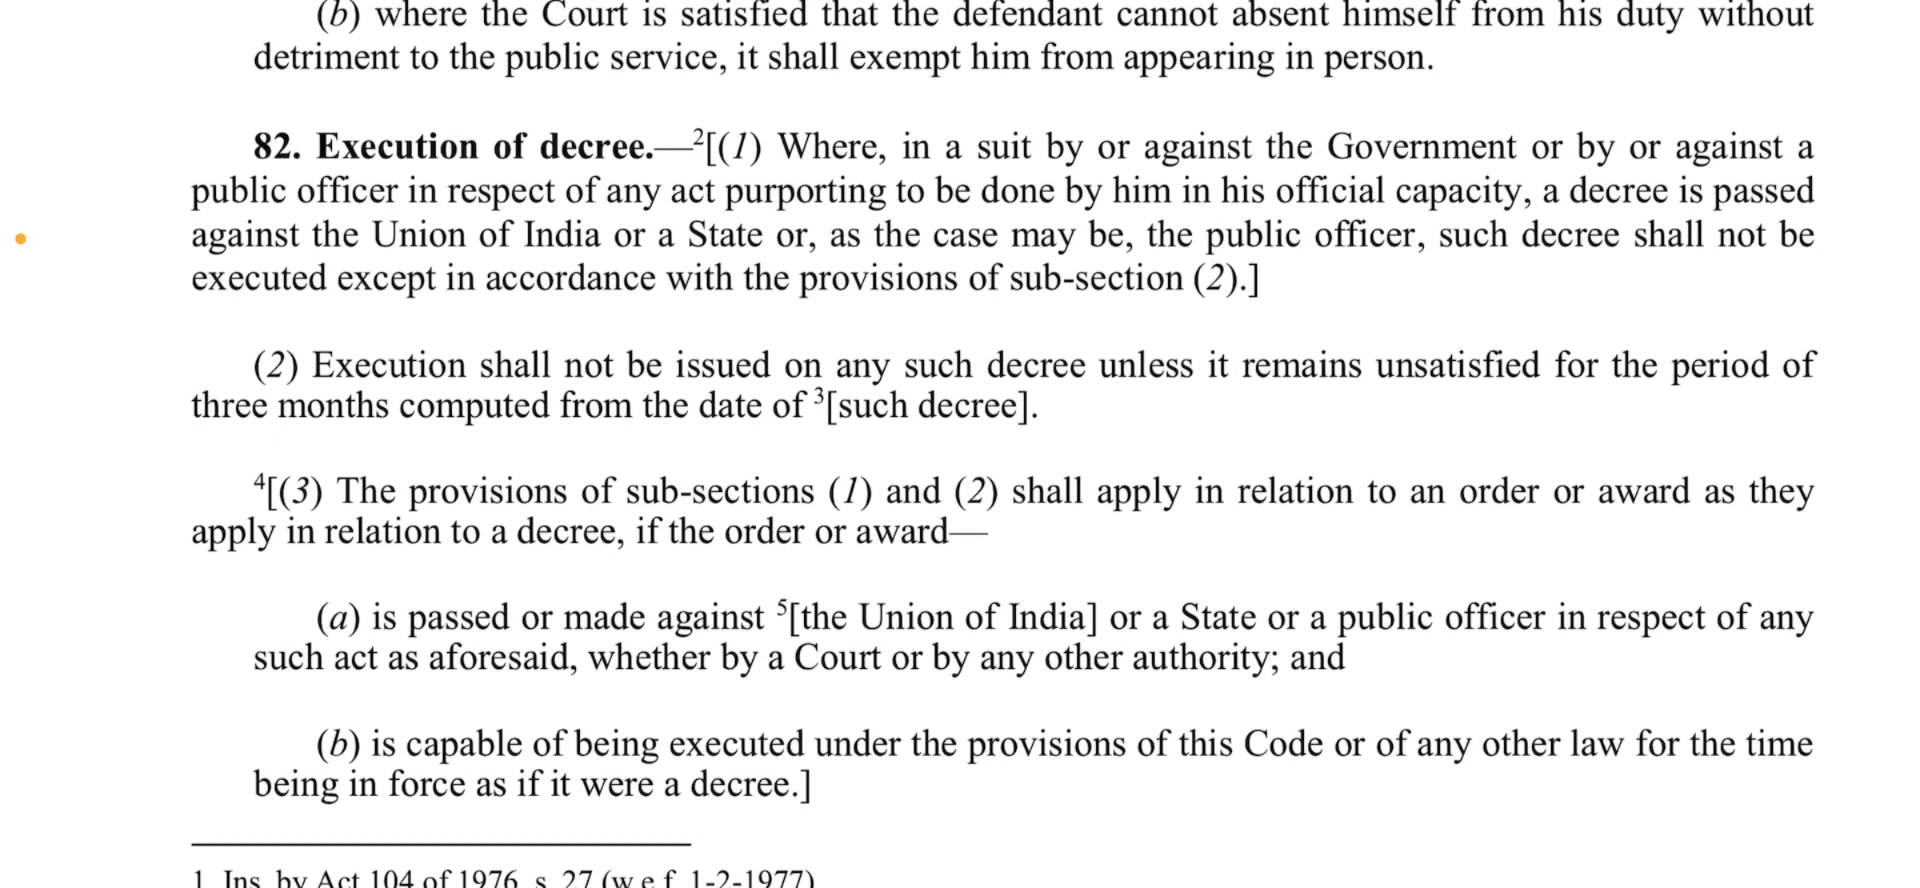 (b) where the Court is satisfied that the defendant cannot absent himself from his duty without
detriment to the public service, it shall exempt him from appearing in person.
82. Execution of decree.—2[(1) Where, in a suit by or against the Government or by or against a
public officer in respect of any act purporting to be done by him in his official capacity, a decree is passed
against the Union of India or a State or, as the case may be, the public officer, such decree shall not be
executed except in accordance with the provisions of sub-section (2).]
(2) Execution shall not be issued on any such decree unless it remains unsatisfied for the period of
three months computed from the date of 3[such decree].
4[(3) The provisions of sub-sections (1) and (2) shall apply in relation to an order or award as they
apply in relation to a decree, if the order or award—
(a) is passed or made against 5[the Union of India] or a State or a public officer in respect of any
such act as aforesaid, whether by a Court or by any other authority; and
(b) is capable of being executed under the provisions of this Code or of any other law for the time
being in force as if it were a decree.]
1. Ins. by Act 104 of 1976, s. 27 (w.e.f. 1-2-1977)